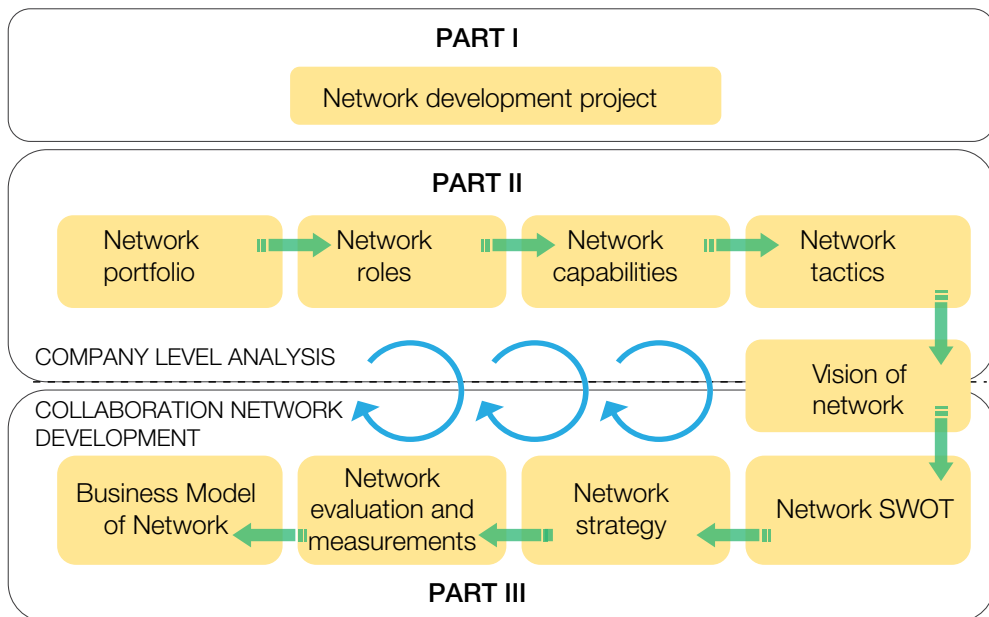 PART I
Network development project
PART II
Network
portfolio
Network
roles
Network
capabilities
Network
tactics
COMPANY LEVEL ANALYSIS
Vision of
network
COLLABORATION NETWORK
DEVELOPMENT
Business Model
of Network
Network
evaluation and
measurements
Network
strategy
Network SWOT
PART III